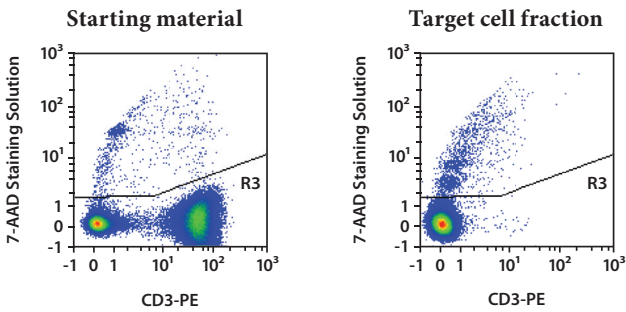 Starting material
7-AAD Staining Solution
10³
10²
10¹
1
0
-1
R3
-1 0 1 10¹ 10² 10³
CD3-PE
Target cell fraction
7-AAD Staining Solution
10³
10²
10¹
1
0
-1
R3
-1 0 1 10¹ 10² 10³
CD3-PE